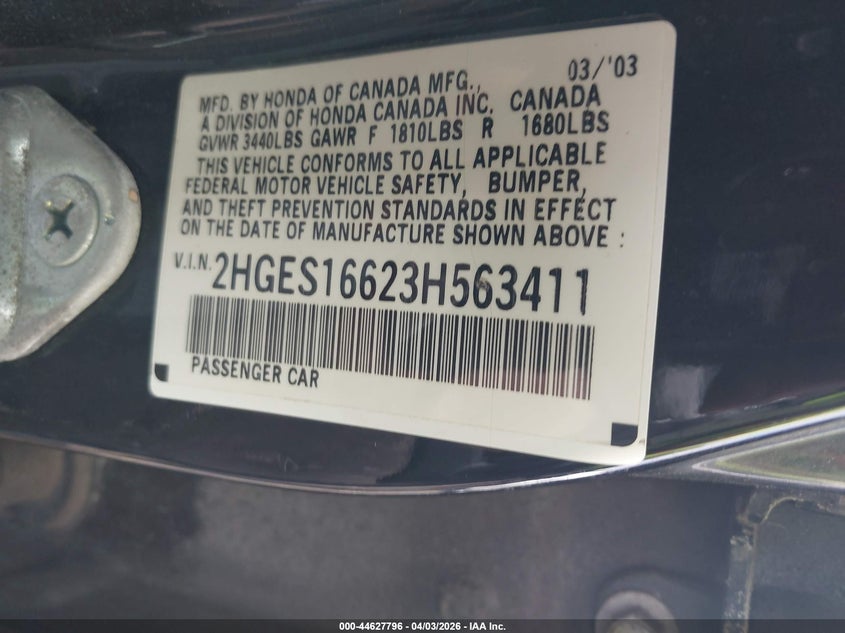 03/'03
MFD. BY HONDA OF CANADA MFG.,
A DIVISION OF HONDA CANADA INC. CANADA
GVWR 3440LBS GAWR F 1810LBS R 1680LBS
THIS VEHICLE CONFORMS TO ALL APPLICABLE
FEDERAL MOTOR VEHICLE SAFETY, BUMPER,
AND THEFT PREVENTION STANDARDS IN EFFECT
ON THE DATE OF MANUFACTURE SHOWN ABOVE :
V.I.N. 2HGES16623H563411
PASSENGER CAR
000-44627796 - 04/03/2026 - IAA Inc.